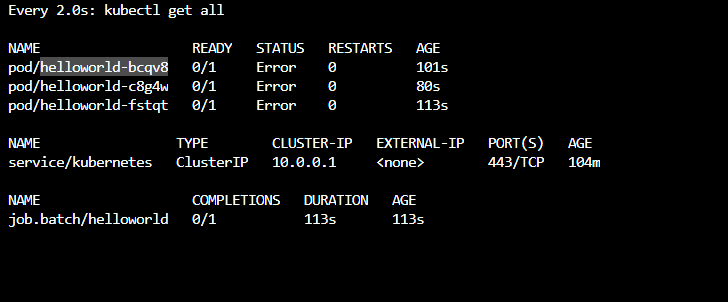 Every 2.0s: kubectl get all
NAME READY STATUS RESTARTS AGE
pod/helloworld-bcqv8 0/1 Error 0 101s
pod/helloworld-c8g4w 0/1 Error 0 80s
pod/helloworld-fstqt 0/1 Error 0 113s
NAME TYPE CLUSTER-IP EXTERNAL-IP PORT(S) AGE
service/kubernetes ClusterIP 10.0.0.1 <none> 443/TCP 104m
NAME COMPLETIONS DURATION AGE
job.batch/helloworld 0/1 113s 113s